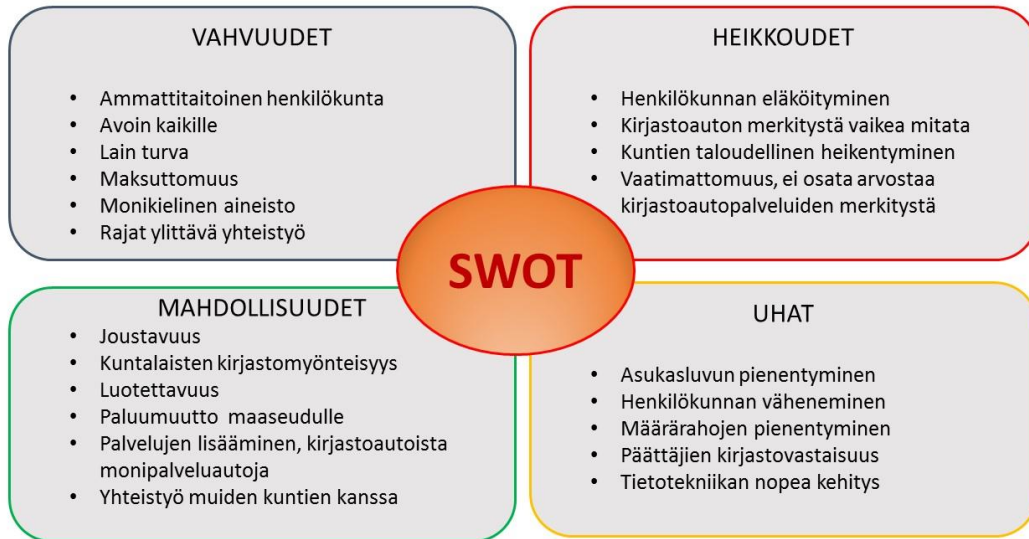 VAHVUUDET
• Ammattitaitoinen henkilökunta
• Avoin kaikille
• Lain turva
• Maksuttomuus
• Monikielinen aineisto
• Rajat ylittävä yhteistyö
HEIKKOUDET
• Henkilökunnan eläköityminen
• Kirjastoauton merkitystä vaikea mitata
• Kuntien taloudellinen heikentyminen
• Vaatimattomuus, ei osata arvostaa
kirjastoautopalveluiden merkitystä
SWOT
MAHDOLLISUUDET
• Joustavuus
• Kuntalaisten kirjastomyönteisyys
• Luotettavuus
• Paluumuutto maaseudulle
• Palvelujen lisääminen, kirjastoautoista
monipalveluautoja
• Yhteistyö muiden kuntien kanssa
UHAT
• Asukasluvun pienentyminen
• Henkilökunnan väheneminen
• Määrärahojen pienentyminen
• Päättäjien kirjastovastaisuus
• Tietotekniikan nopea kehitys